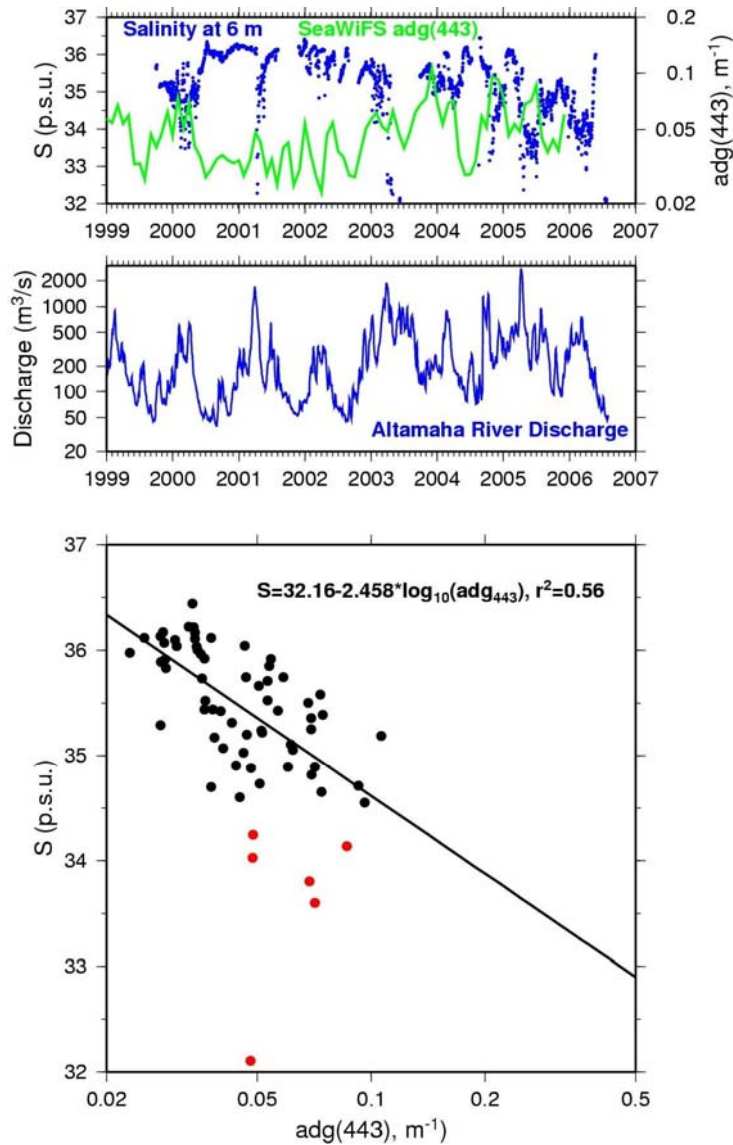 Salinity at 6 m SeaWiFS adg(443)
37
36
35
34
33
32
S (p.s.u.)
0.2
0.1
0.05
0.02
adg(443), m⁻¹
1999 2000 2001 2002 2003 2004 2005 2006 2007
2000
1000
500
200
100
50
20
Discharge (m³/s)
Altamaha River Discharge
1999 2000 2001 2002 2003 2004 2005 2006 2007
37
36
35
34
33
32
S (p.s.u.)
S=32.16-2.458*log₁₀(adg₄₄₃), r²=0.56
0.02 0.05 0.1 0.2 0.5
adg(443), m⁻¹)